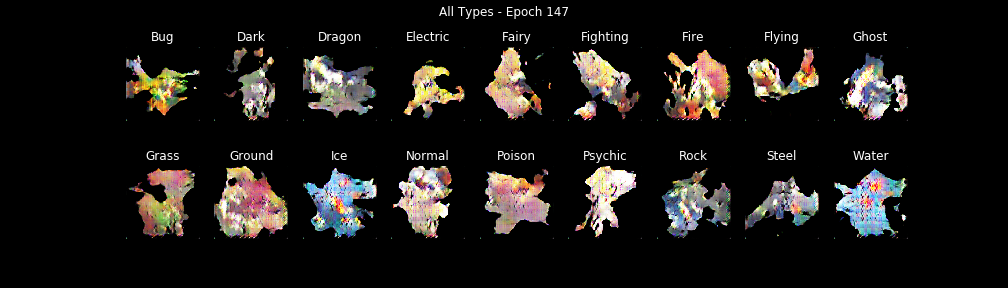 All Types - Epoch 147
Bug Dark Dragon Electric Fairy Fighting Fire Flying Ghost
Grass Ground Ice Normal Poison Psychic Rock Steel Water